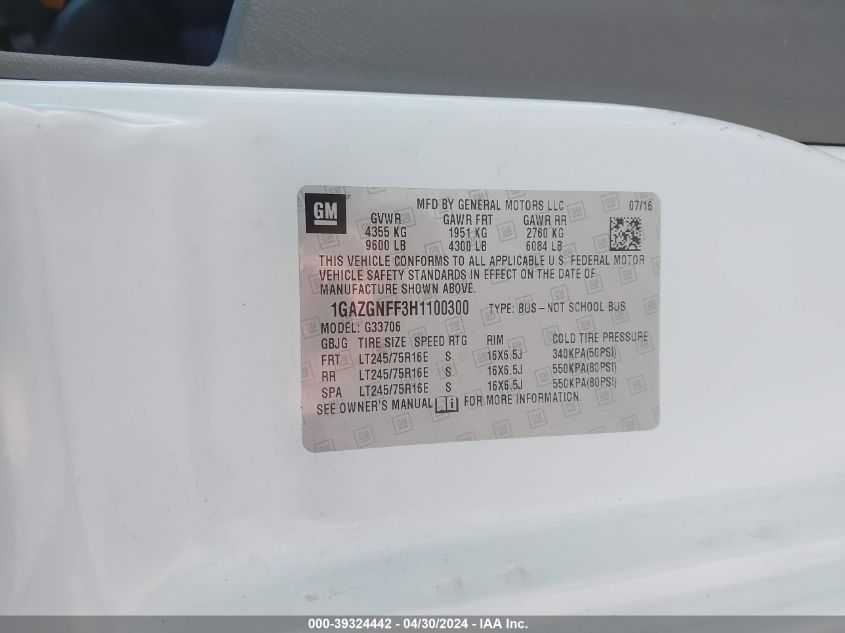 GM
MFD BY GENERAL MOTORS LLC 07/16
GVWR GAWR FRT GAWR RR
4355 KG 1951 KG 2760 KG
9600 LB 4300 LB 6084 LB
THIS VEHICLE CONFORMS TO ALL APPLICABLE U.S. FEDERAL MOTOR
VEHICLE SAFETY STANDARDS IN EFFECT ON THE DATE OF
MANUFACTURE SHOWN ABOVE.
1GAZGNFF3H1100300 TYPE: BUS - NOT SCHOOL BUS
MODEL: G33706
GBJG TIRE SIZE SPEED RTG RIM COLD TIRE PRESSURE
FRT LT245/75R16E S 16X6.5J 340KPA(50PSI)
RR LT245/75R16E S 16X6.5J 550KPA(80PSI)
SPA LT245/75R16E S 16X6.5J 550KPA(80PSI)
SEE OWNER'S MANUAL FOR MORE INFORMATION.
000-39324442 - 04/30/2024 - IAA Inc.